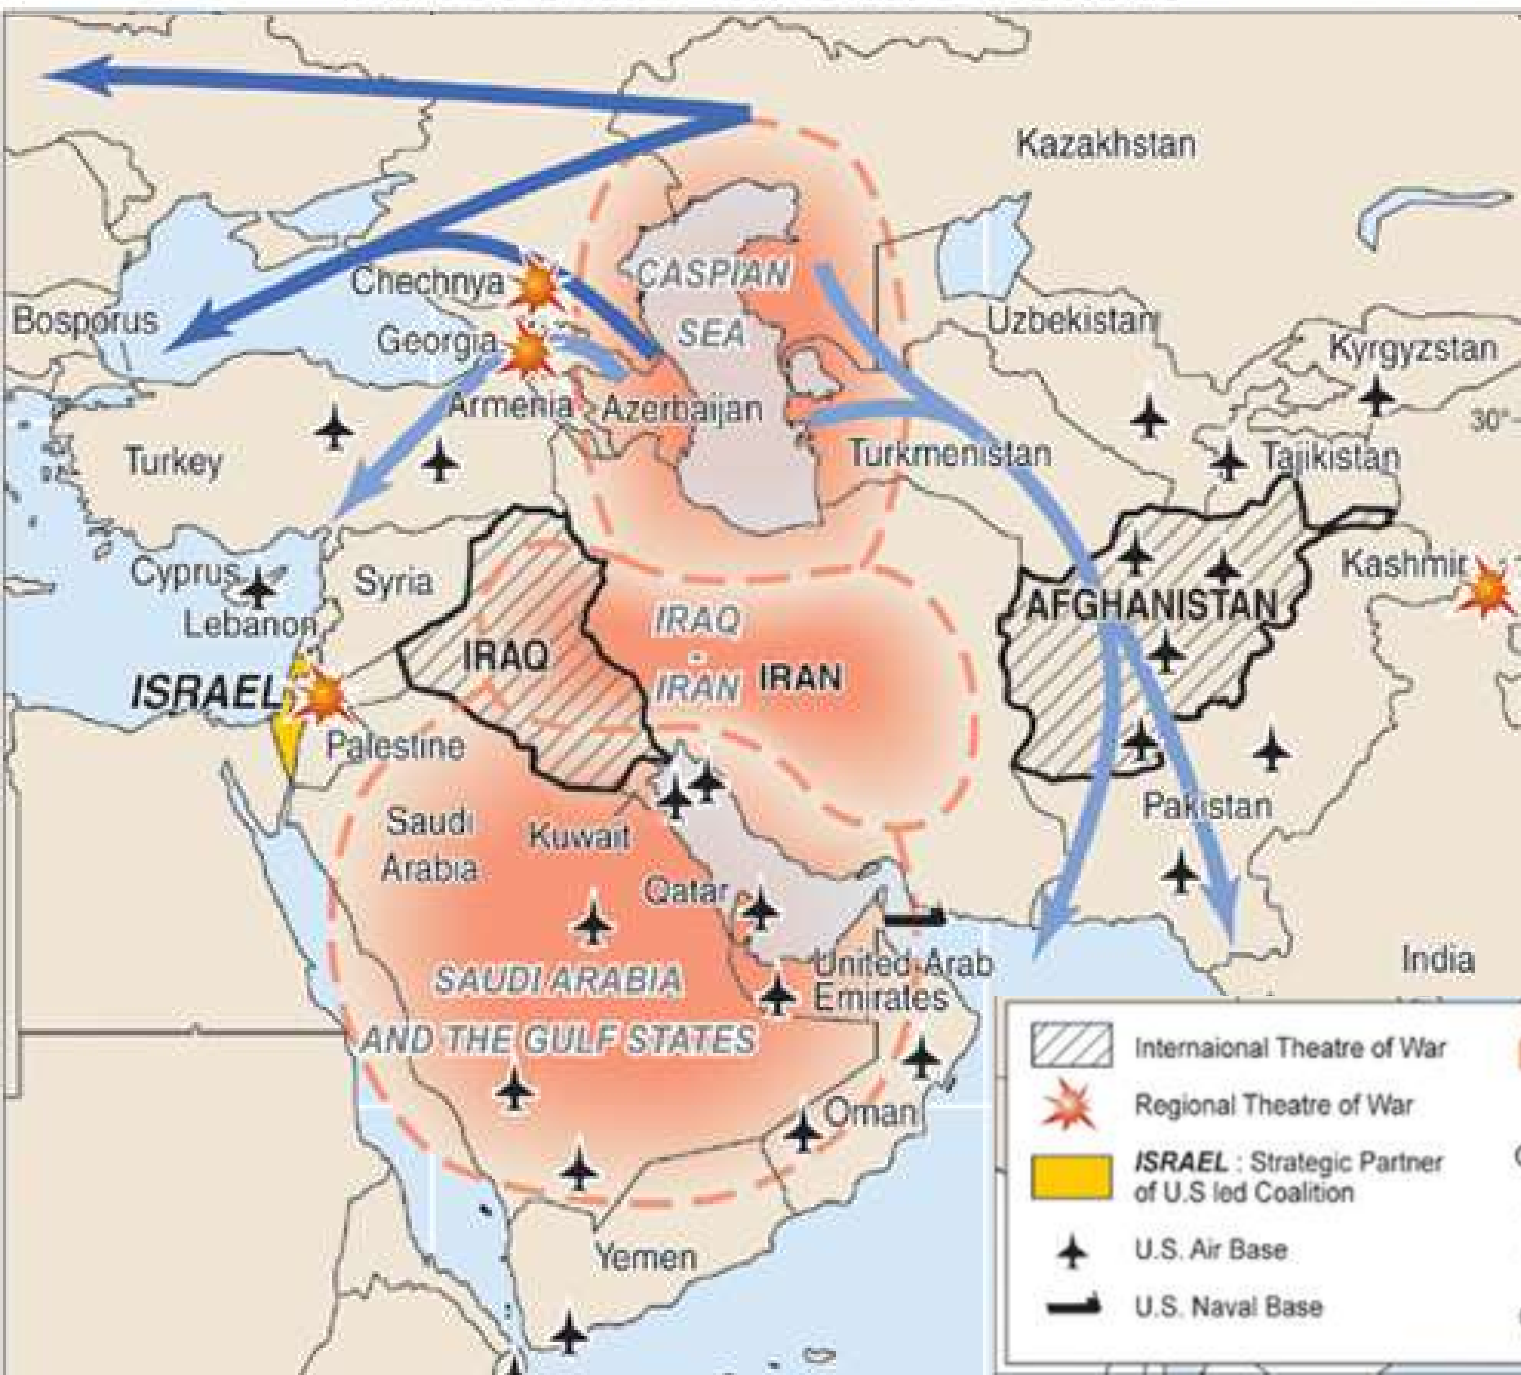 Kazakhstan
CASPIAN
SEA
Chechnya
Bosporus
Georgia
Uzbekistan
Kyrgyzstan
Armenia
Azerbaijan
30°
Turkey
Turkmenistan
Tajikistan
Cyprus
Syria
Kashmir
Lebanon
AFGHANISTAN
IRAQ
IRAQ
-
IRAN
IRAN
ISRAEL
Palestine
Saudi
Arabia
Kuwait
Pakistan
Qatar
SAUDI ARABIA
AND THE GULF STATES
United Arab
Emirates
India
Oman
Yemen
Internaional Theatre of War
Regional Theatre of War
ISRAEL : Strategic Partner
of U.S led Coalition
U.S. Air Base
U.S. Naval Base